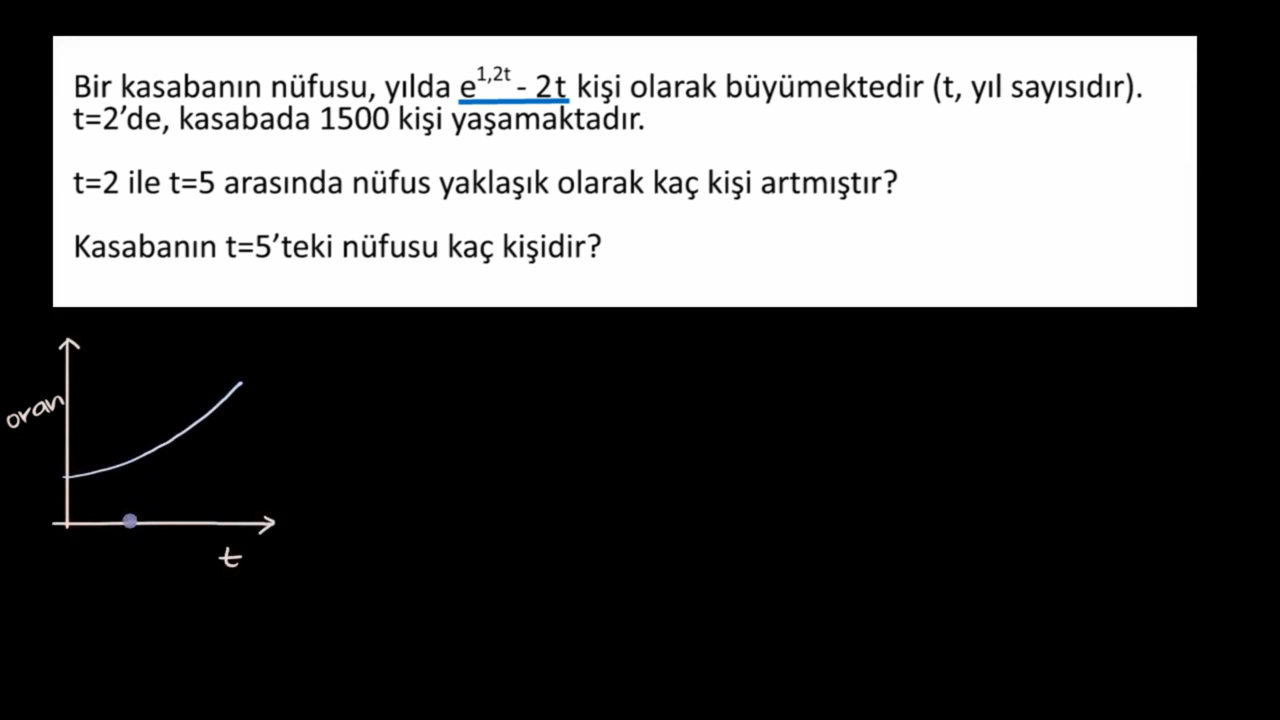 Bir kasabanın nüfusu, yılda e^1,2t - 2t kişi olarak büyümektedir (t, yıl sayısıdır).
t=2’de, kasabada 1500 kişi yaşamaktadır.
t=2 ile t=5 arasında nüfus yaklaşık olarak kaç kişi artmıştır?
Kasabanın t=5’teki nüfusu kaç kişidir?
oran
t